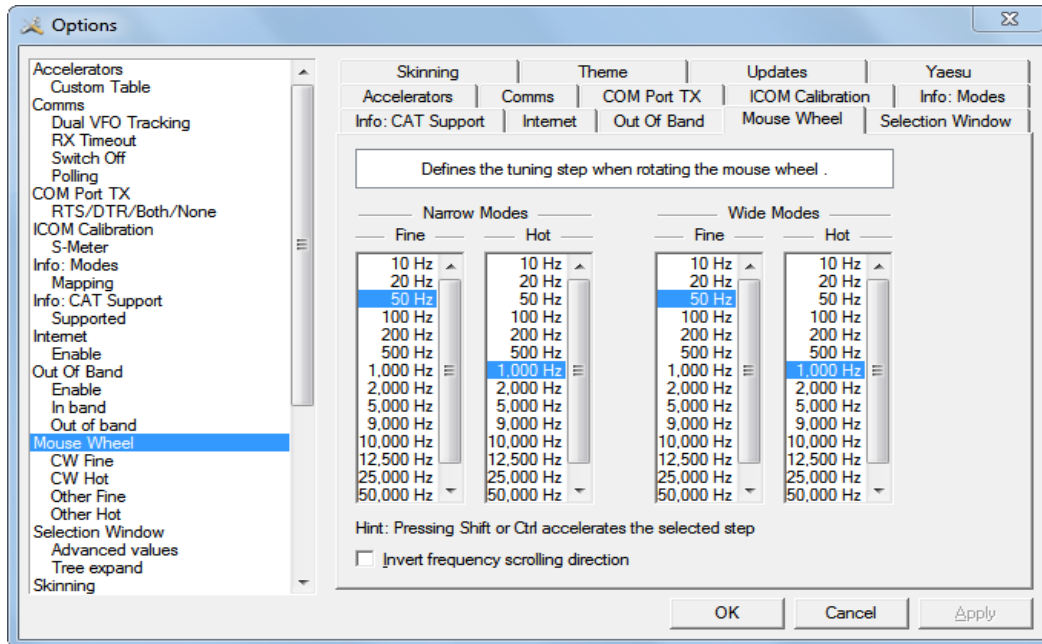 Options
Accelerators
Custom Table
Comms
Dual VFO Tracking
RX Timeout
Switch Off
Polling
COM Port TX
RTS/DTR/Both/None
ICOM Calibration
S-Meter
Info: Modes
Mapping
Info: CAT Support
Supported
Internet
Enable
Out Of Band
Enable
In band
Out of band
Mouse Wheel
CW Fine
CW Hot
Other Fine
Other Hot
Selection Window
Advanced values
Tree expand
Skinning
Skinning Theme Updates Yaesu
Accelerators Comms COM Port TX ICOM Calibration Info: Modes
Info: CAT Support Internet Out Of Band Mouse Wheel Selection Window
Defines the tuning step when rotating the mouse wheel .
Narrow Modes Wide Modes
Fine Hot Fine Hot
10 Hz 10 Hz 10 Hz 10 Hz
20 Hz 20 Hz 20 Hz 20 Hz
50 Hz 50 Hz 50 Hz 50 Hz
100 Hz 100 Hz 100 Hz 100 Hz
200 Hz 200 Hz 200 Hz 200 Hz
500 Hz 500 Hz 500 Hz 500 Hz
1,000 Hz 1,000 Hz 1,000 Hz 1,000 Hz
2,000 Hz 2,000 Hz 2,000 Hz 2,000 Hz
5,000 Hz 5,000 Hz 5,000 Hz 5,000 Hz
9,000 Hz 9,000 Hz 9,000 Hz 9,000 Hz
10,000 Hz 10,000 Hz 10,000 Hz 10,000 Hz
12,500 Hz 12,500 Hz 12,500 Hz 12,500 Hz
25,000 Hz 25,000 Hz 25,000 Hz 25,000 Hz
50,000 Hz 50,000 Hz 50,000 Hz 50,000 Hz
Hint: Pressing Shift or Ctrl accelerates the selected step
Invert frequency scrolling direction
OK Cancel Apply